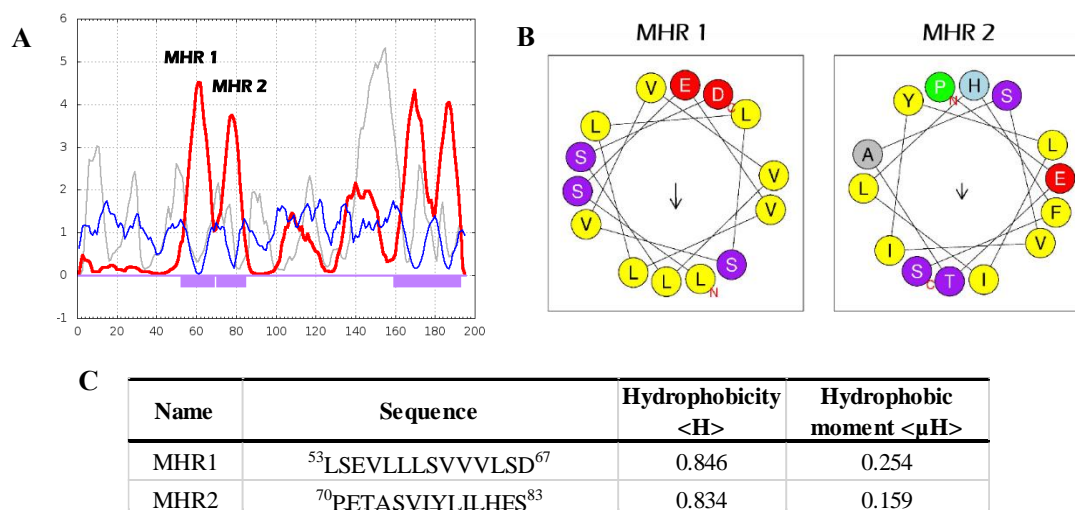 A
6
5
4
3
2
1
0
-1
0 20 40 60 80 100 120 140 160 180 200
MHR 1
MHR 2
B
MHR 1
V E D C L V V S L N L L V S S L
MHR 2
P N H S L E F V I T S C I L A Y
C
Name Sequence Hydrophobicity <H> Hydrophobic moment <µH>
MHR1 ⁵³LSEVLLLSVVVLSD⁶⁷ 0.846 0.254
MHR2 ⁷⁰PETASVIYLILHFS⁸³ 0.834 0.159